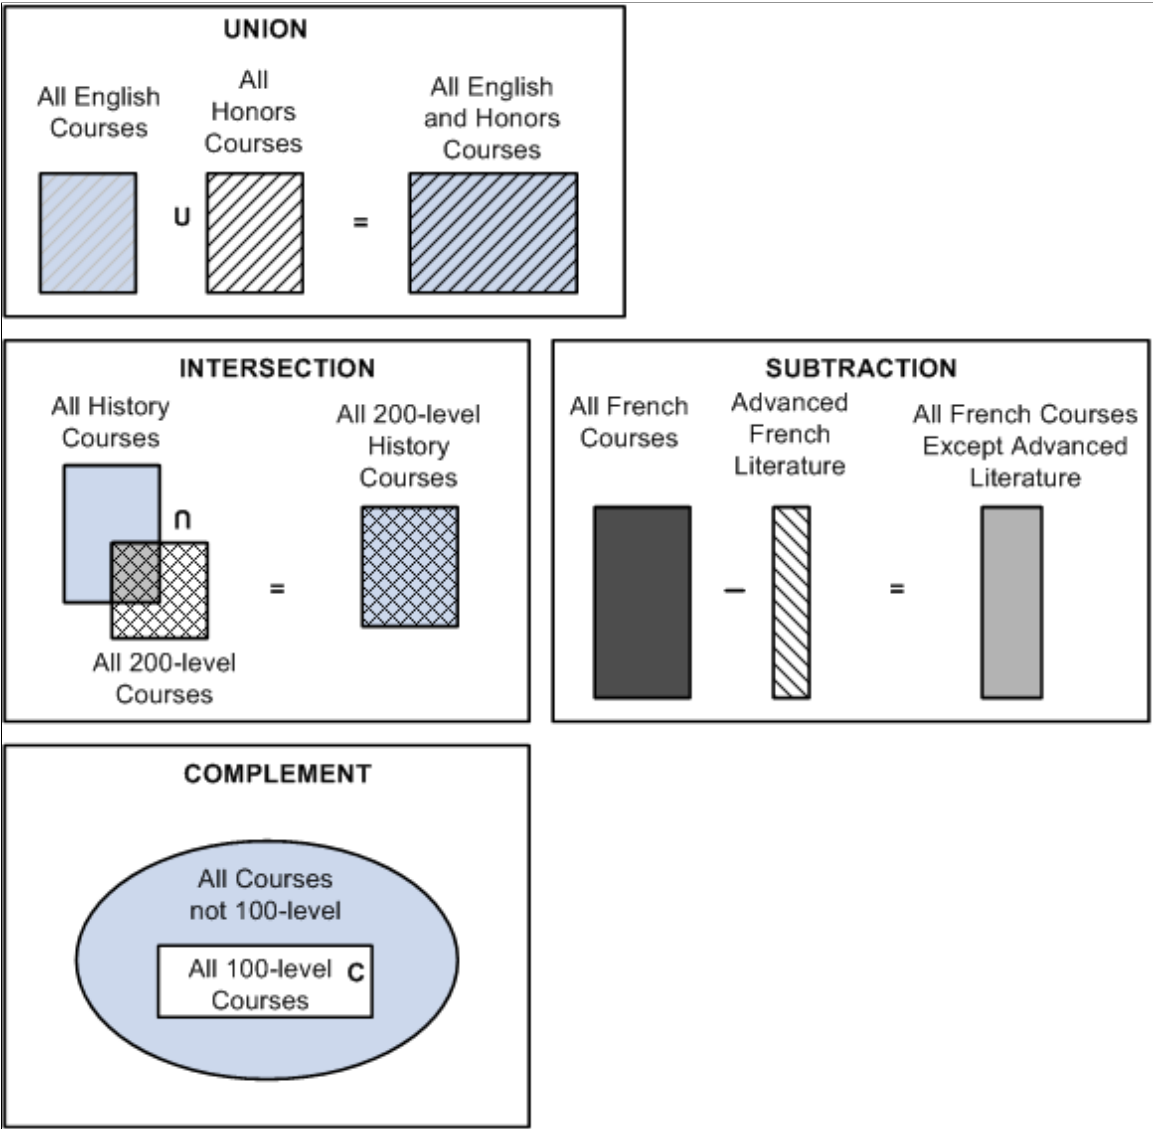 UNION
All English
Courses
All
Honors
Courses
All English
and Honors
Courses
U
=
INTERSECTION
All History
Courses
All 200-level
History
Courses
∩
=
All 200-level
Courses
SUBTRACTION
All French
Courses
Advanced
French
Literature
All French Courses
Except Advanced
Literature
–
=
COMPLEMENT
All Courses
not 100-level
All 100-level C
Courses